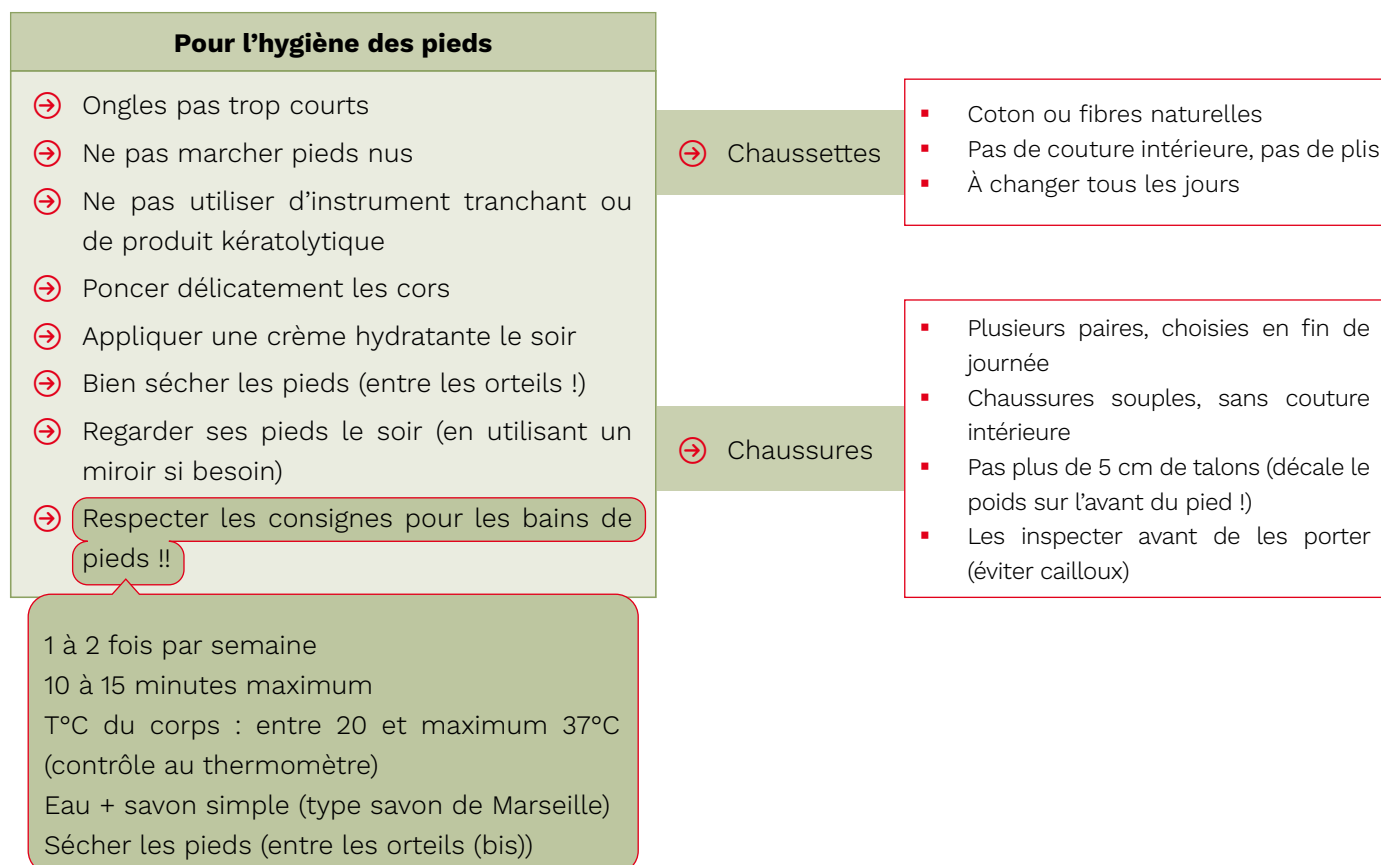 Pour l’hygiène des pieds
Ongles pas trop courts
Ne pas marcher pieds nus
Ne pas utiliser d’instrument tranchant ou
de produit kératolytique
Poncer délicatement les cors
Appliquer une crème hydratante le soir
Bien sécher les pieds (entre les orteils !)
Regarder ses pieds le soir (en utilisant un
miroir si besoin)
Respecter les consignes pour les bains de
pieds !!
1 à 2 fois par semaine
10 à 15 minutes maximum
T°C du corps : entre 20 et maximum 37°C
(contrôle au thermomètre)
Eau + savon simple (type savon de Marseille)
Sécher les pieds (entre les orteils (bis))
Chaussettes
Coton ou fibres naturelles
Pas de couture intérieure, pas de plis
À changer tous les jours
Chaussures
Plusieurs paires, choisies en fin de
journée
Chaussures souples, sans couture
intérieure
Pas plus de 5 cm de talons (décale le
poids sur l’avant du pied !)
Les inspecter avant de les porter
(éviter cailloux)